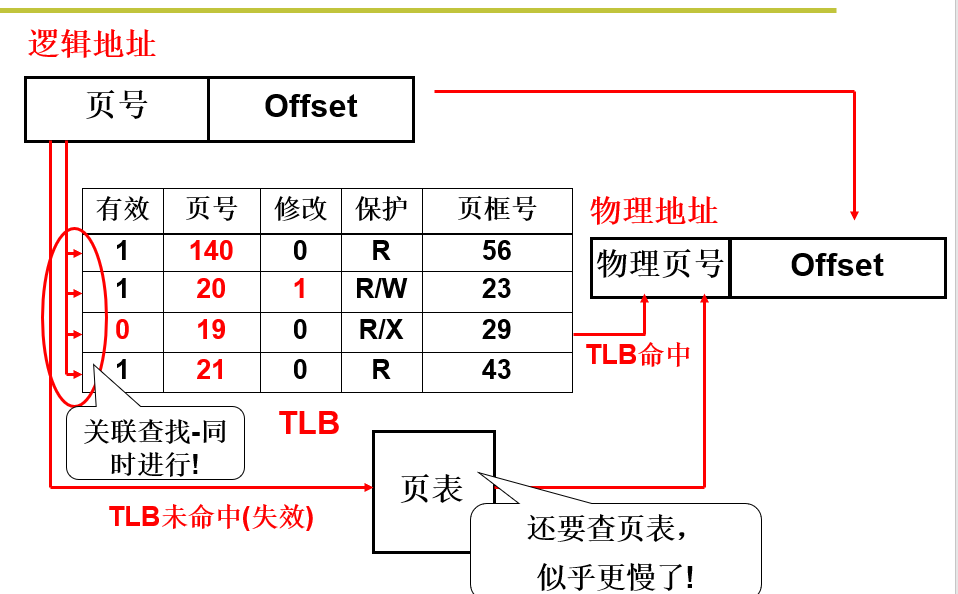 逻辑地址
页号 Offset
有效 页号 修改 保护 页框号
1 140 0 R 56
1 20 1 R/W 23
0 19 0 R/X 29
1 21 0 R 43
物理地址
物理页号 Offset
TLB命中
关联查找-同
时进行!
TLB
页表
TLB未命中(失效)
还要查页表，
似乎更慢了!